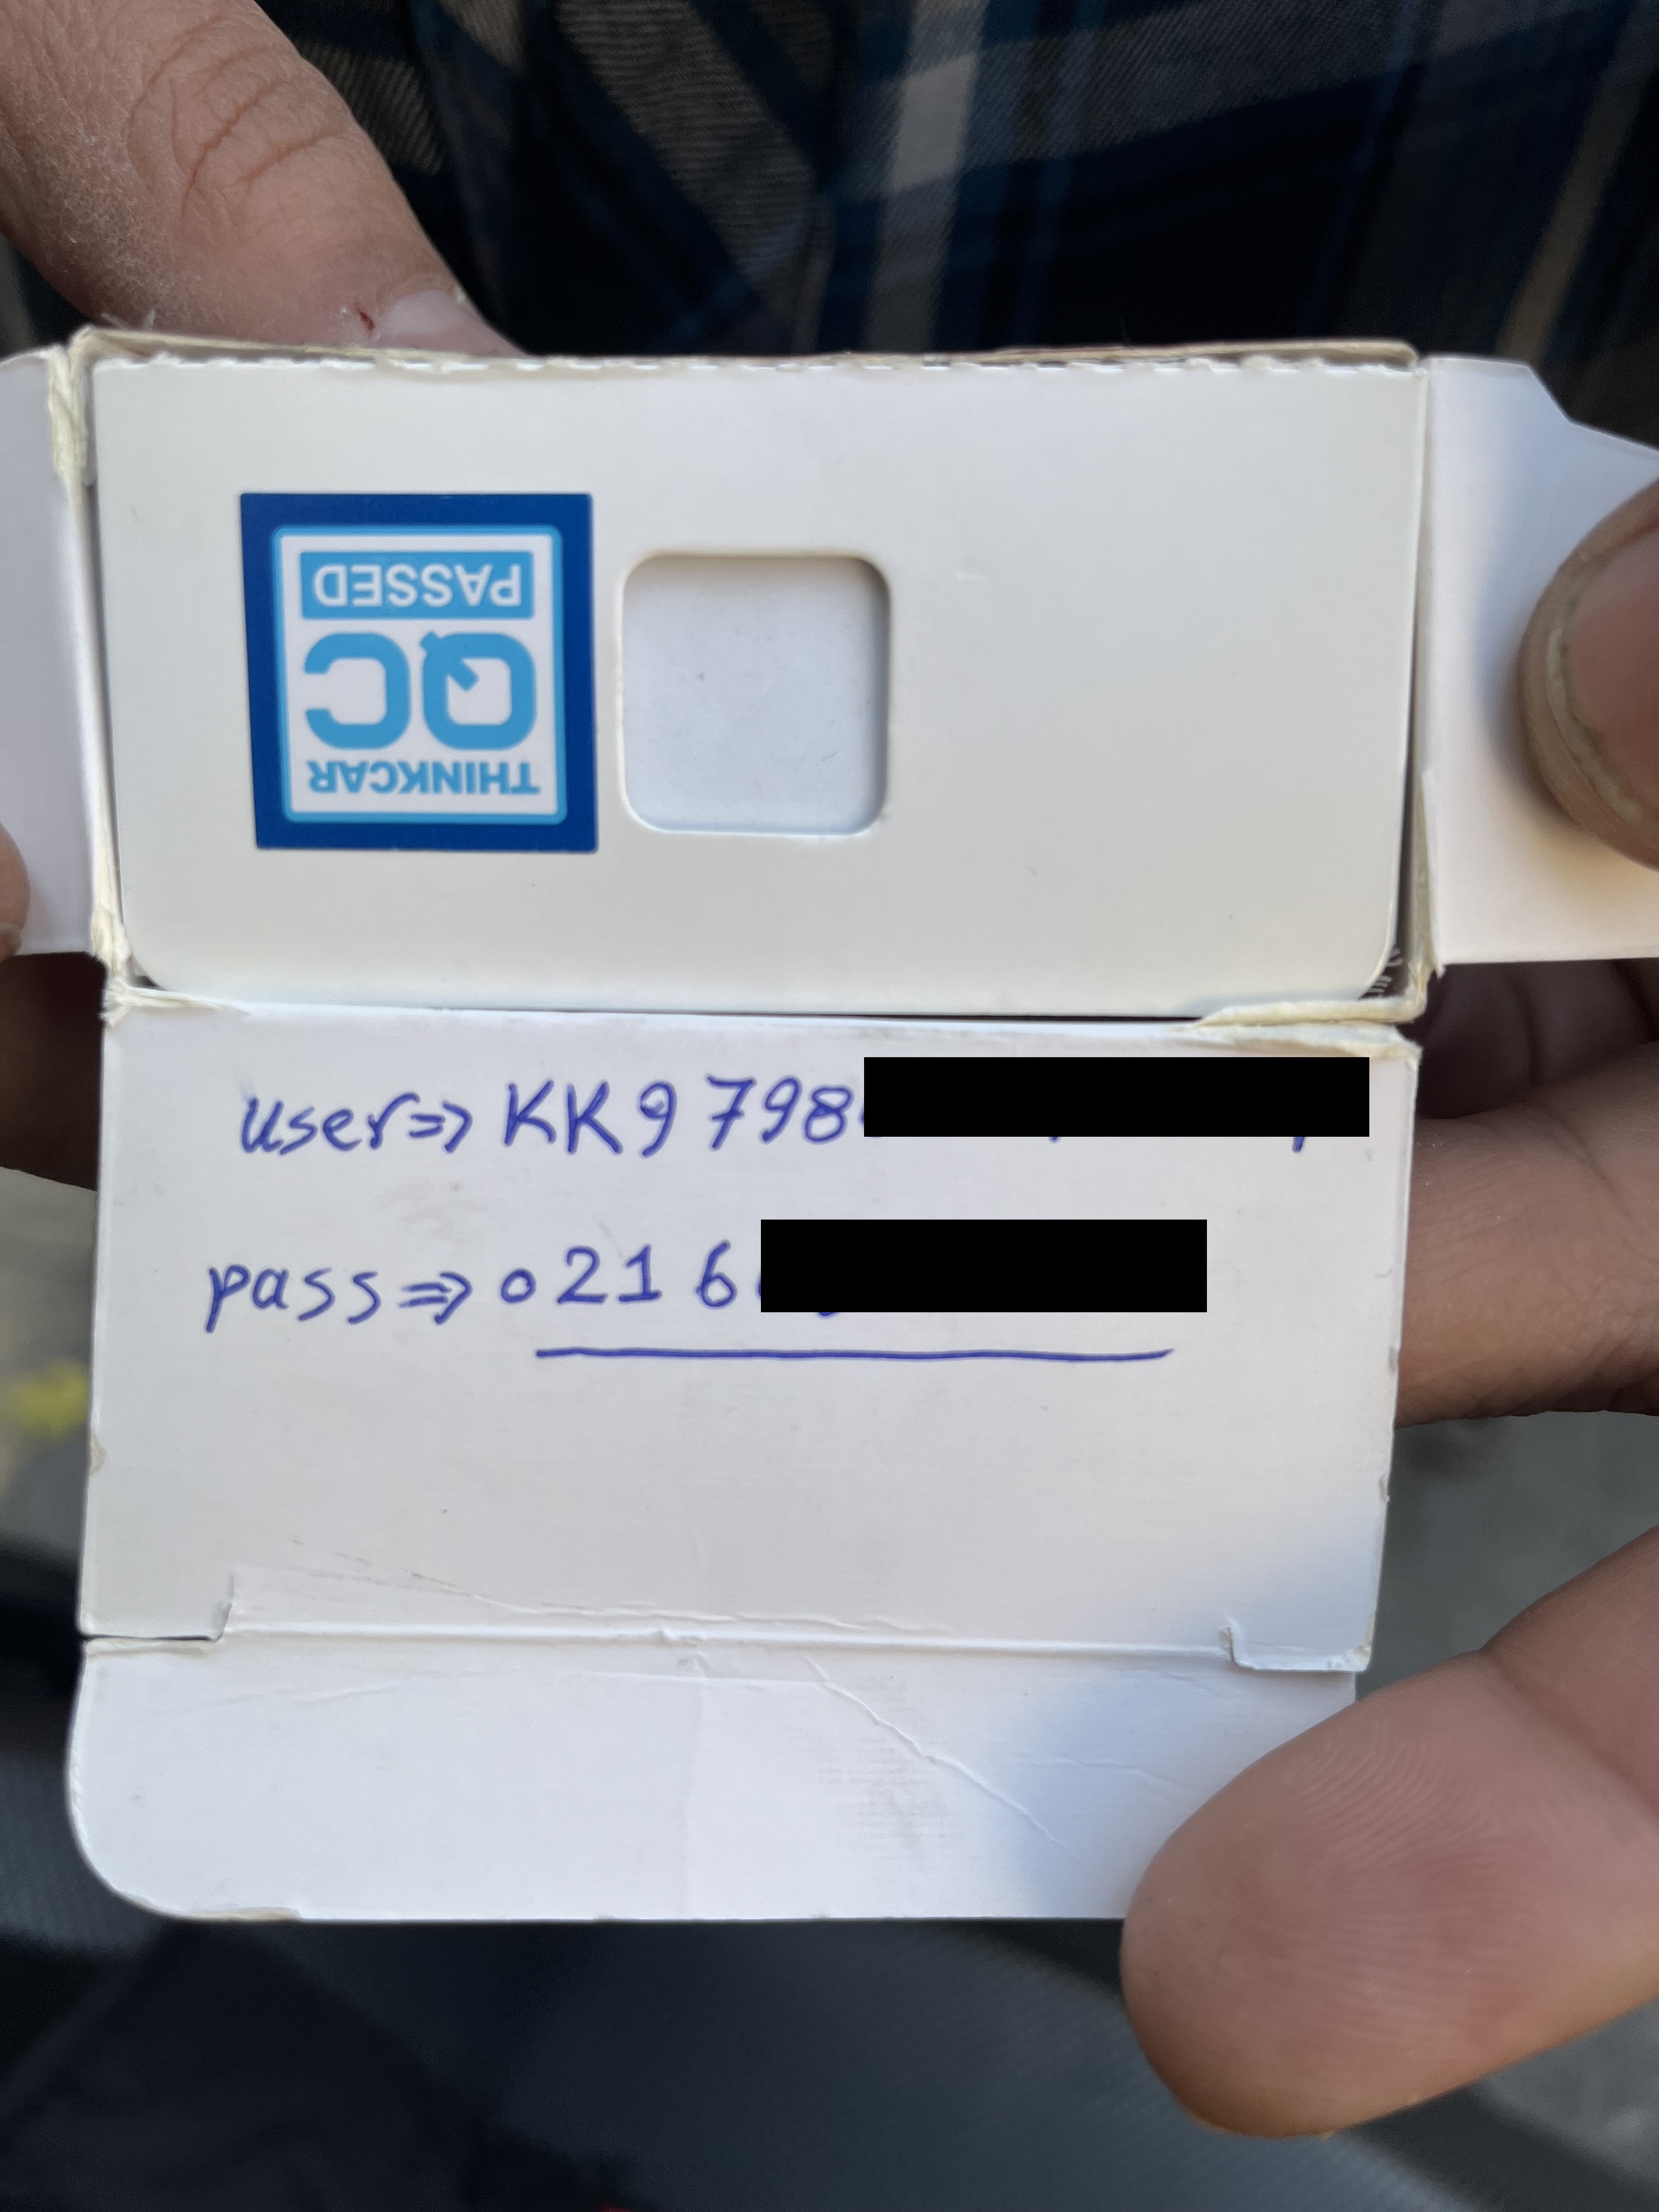 THINKCAR
QC
PASSED
user=> KK9798
pass=> 0216